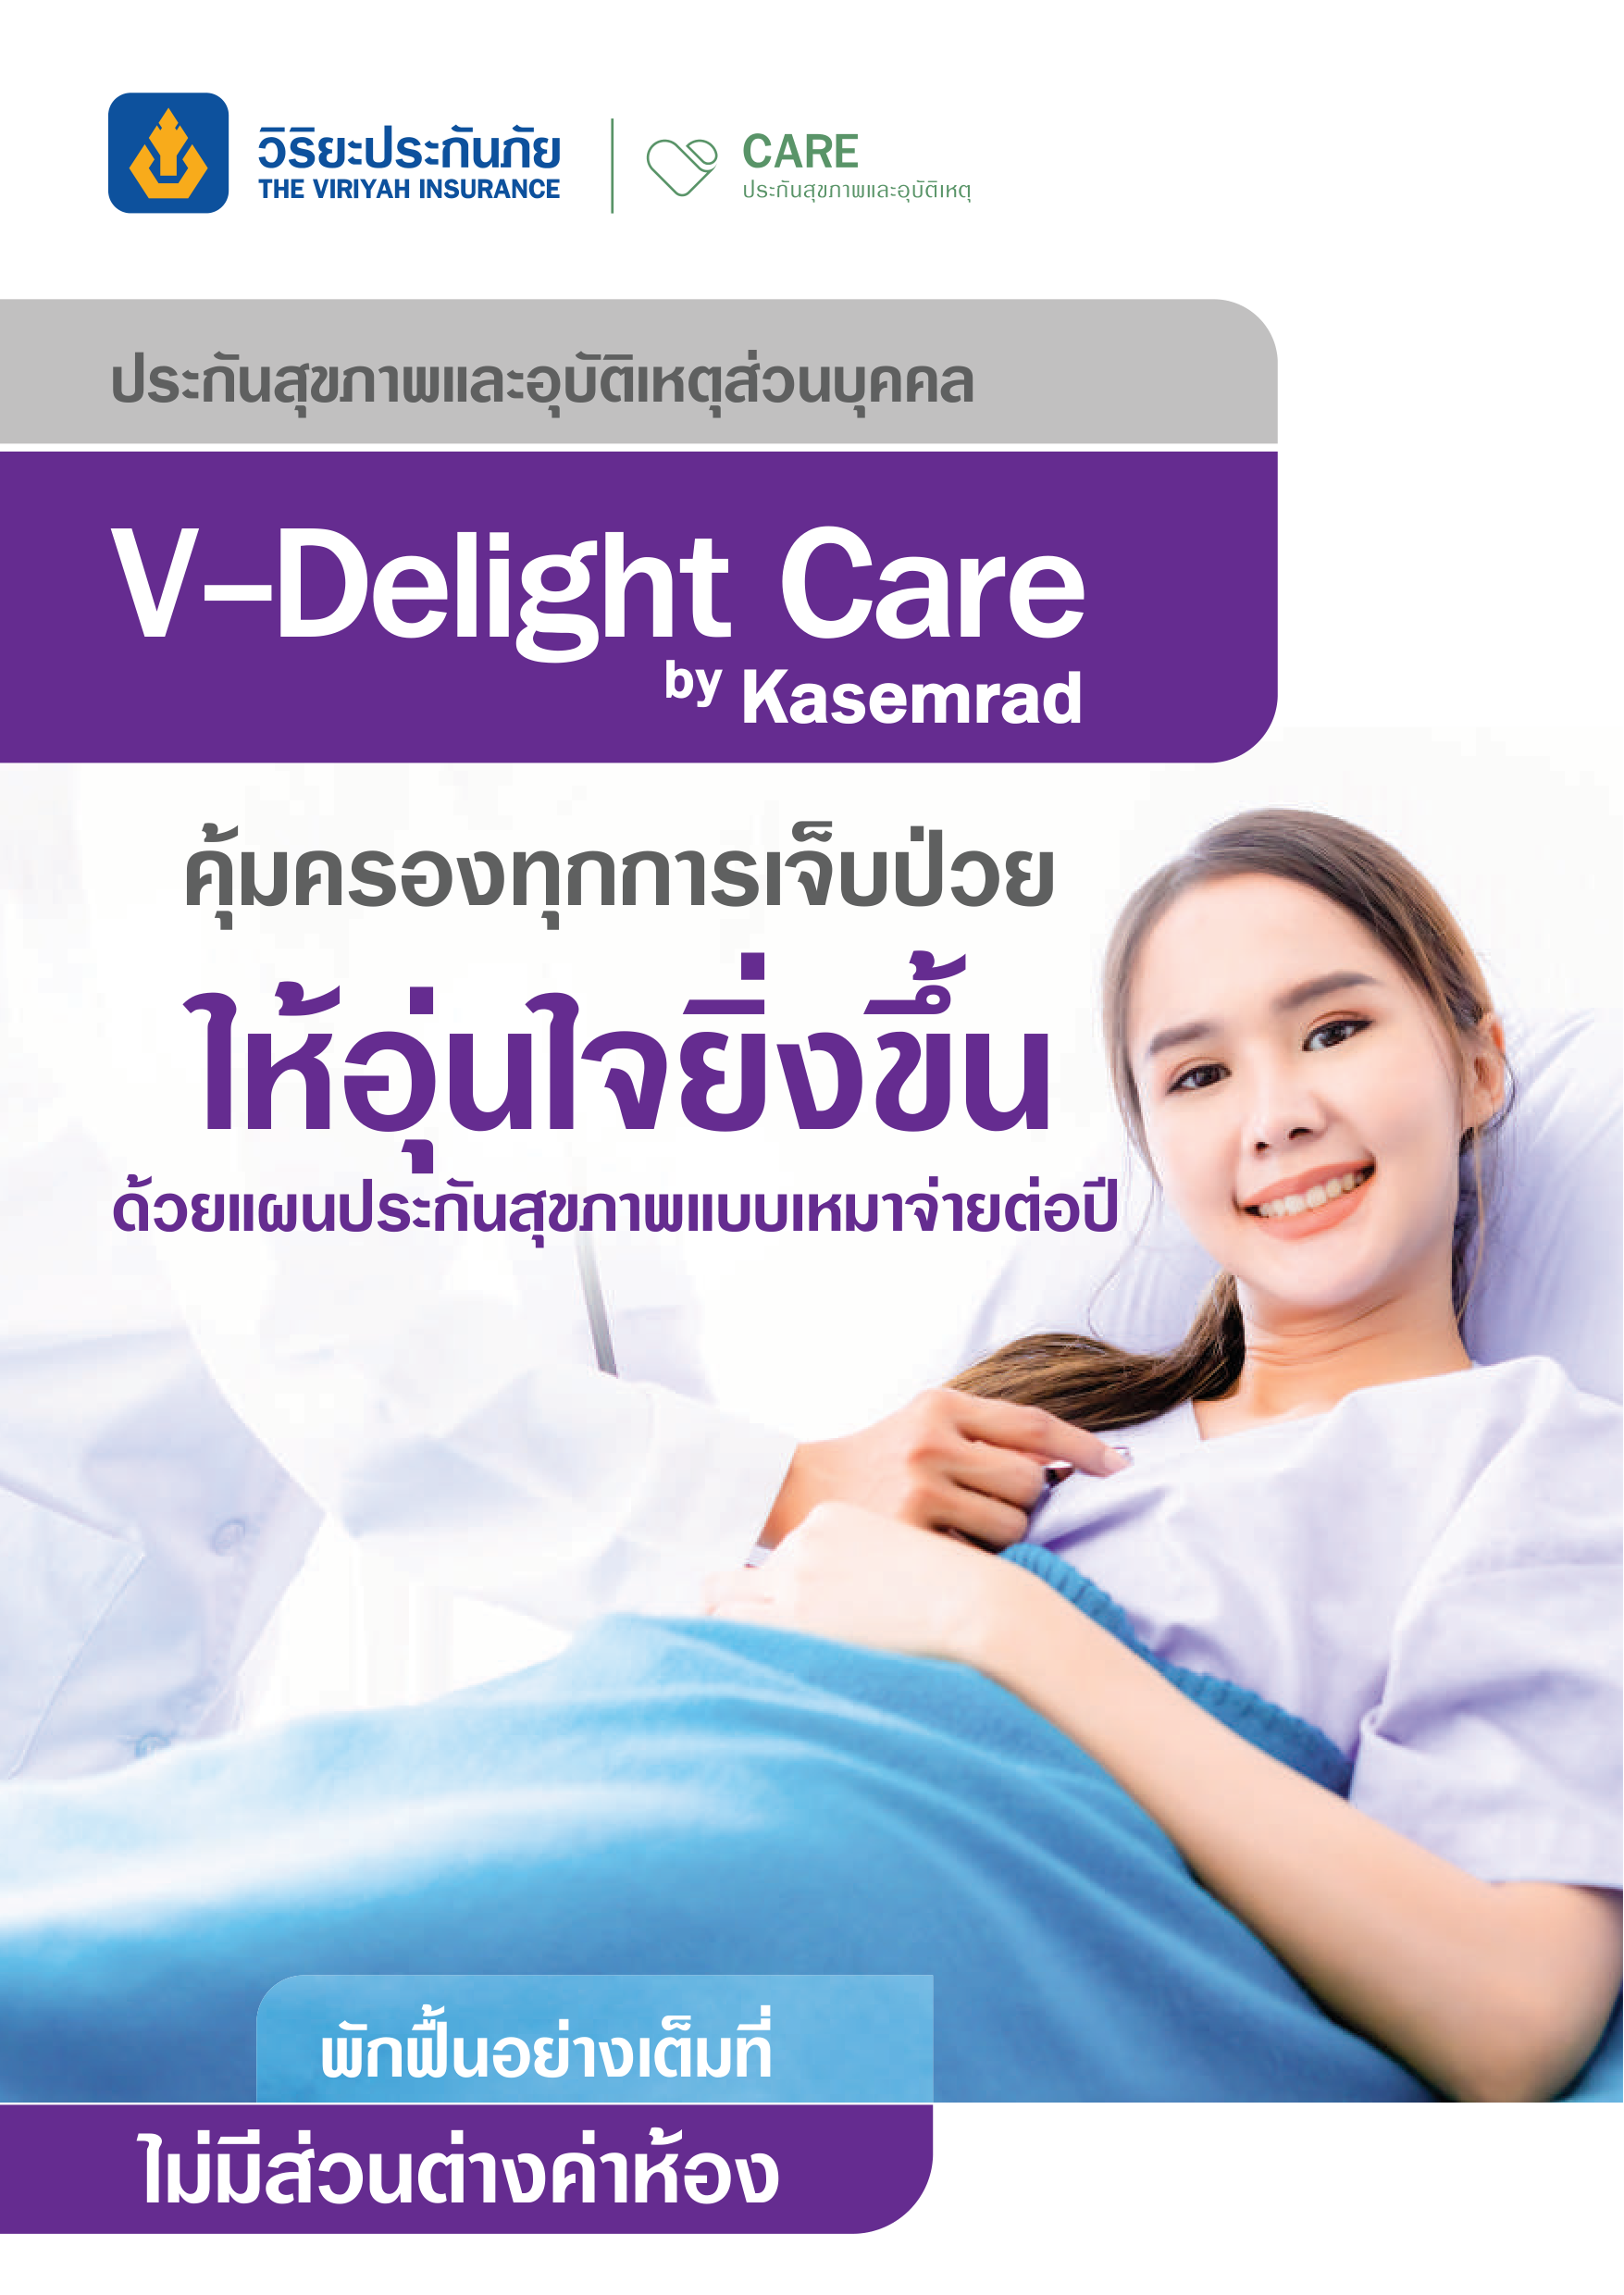 วิริยะประกันภัย
THE VIRIYAH INSURANCE
CARE
ประกันสุขภาพและอุบัติเหตุ
ประกันสุขภาพและอุบัติเหตุส่วนบุคคล
V-Delight Care
by Kasemrad
คุ้มครองทุกการเจ็บป่วย
ให้อุ่นใจยิ่งขึ้น
ด้วยแผนประกันสุขภาพแบบเหมาจ่ายต่อปี
พักฟื้นอย่างเต็มที่
ไม่มีส่วนต่างค่าห้อง